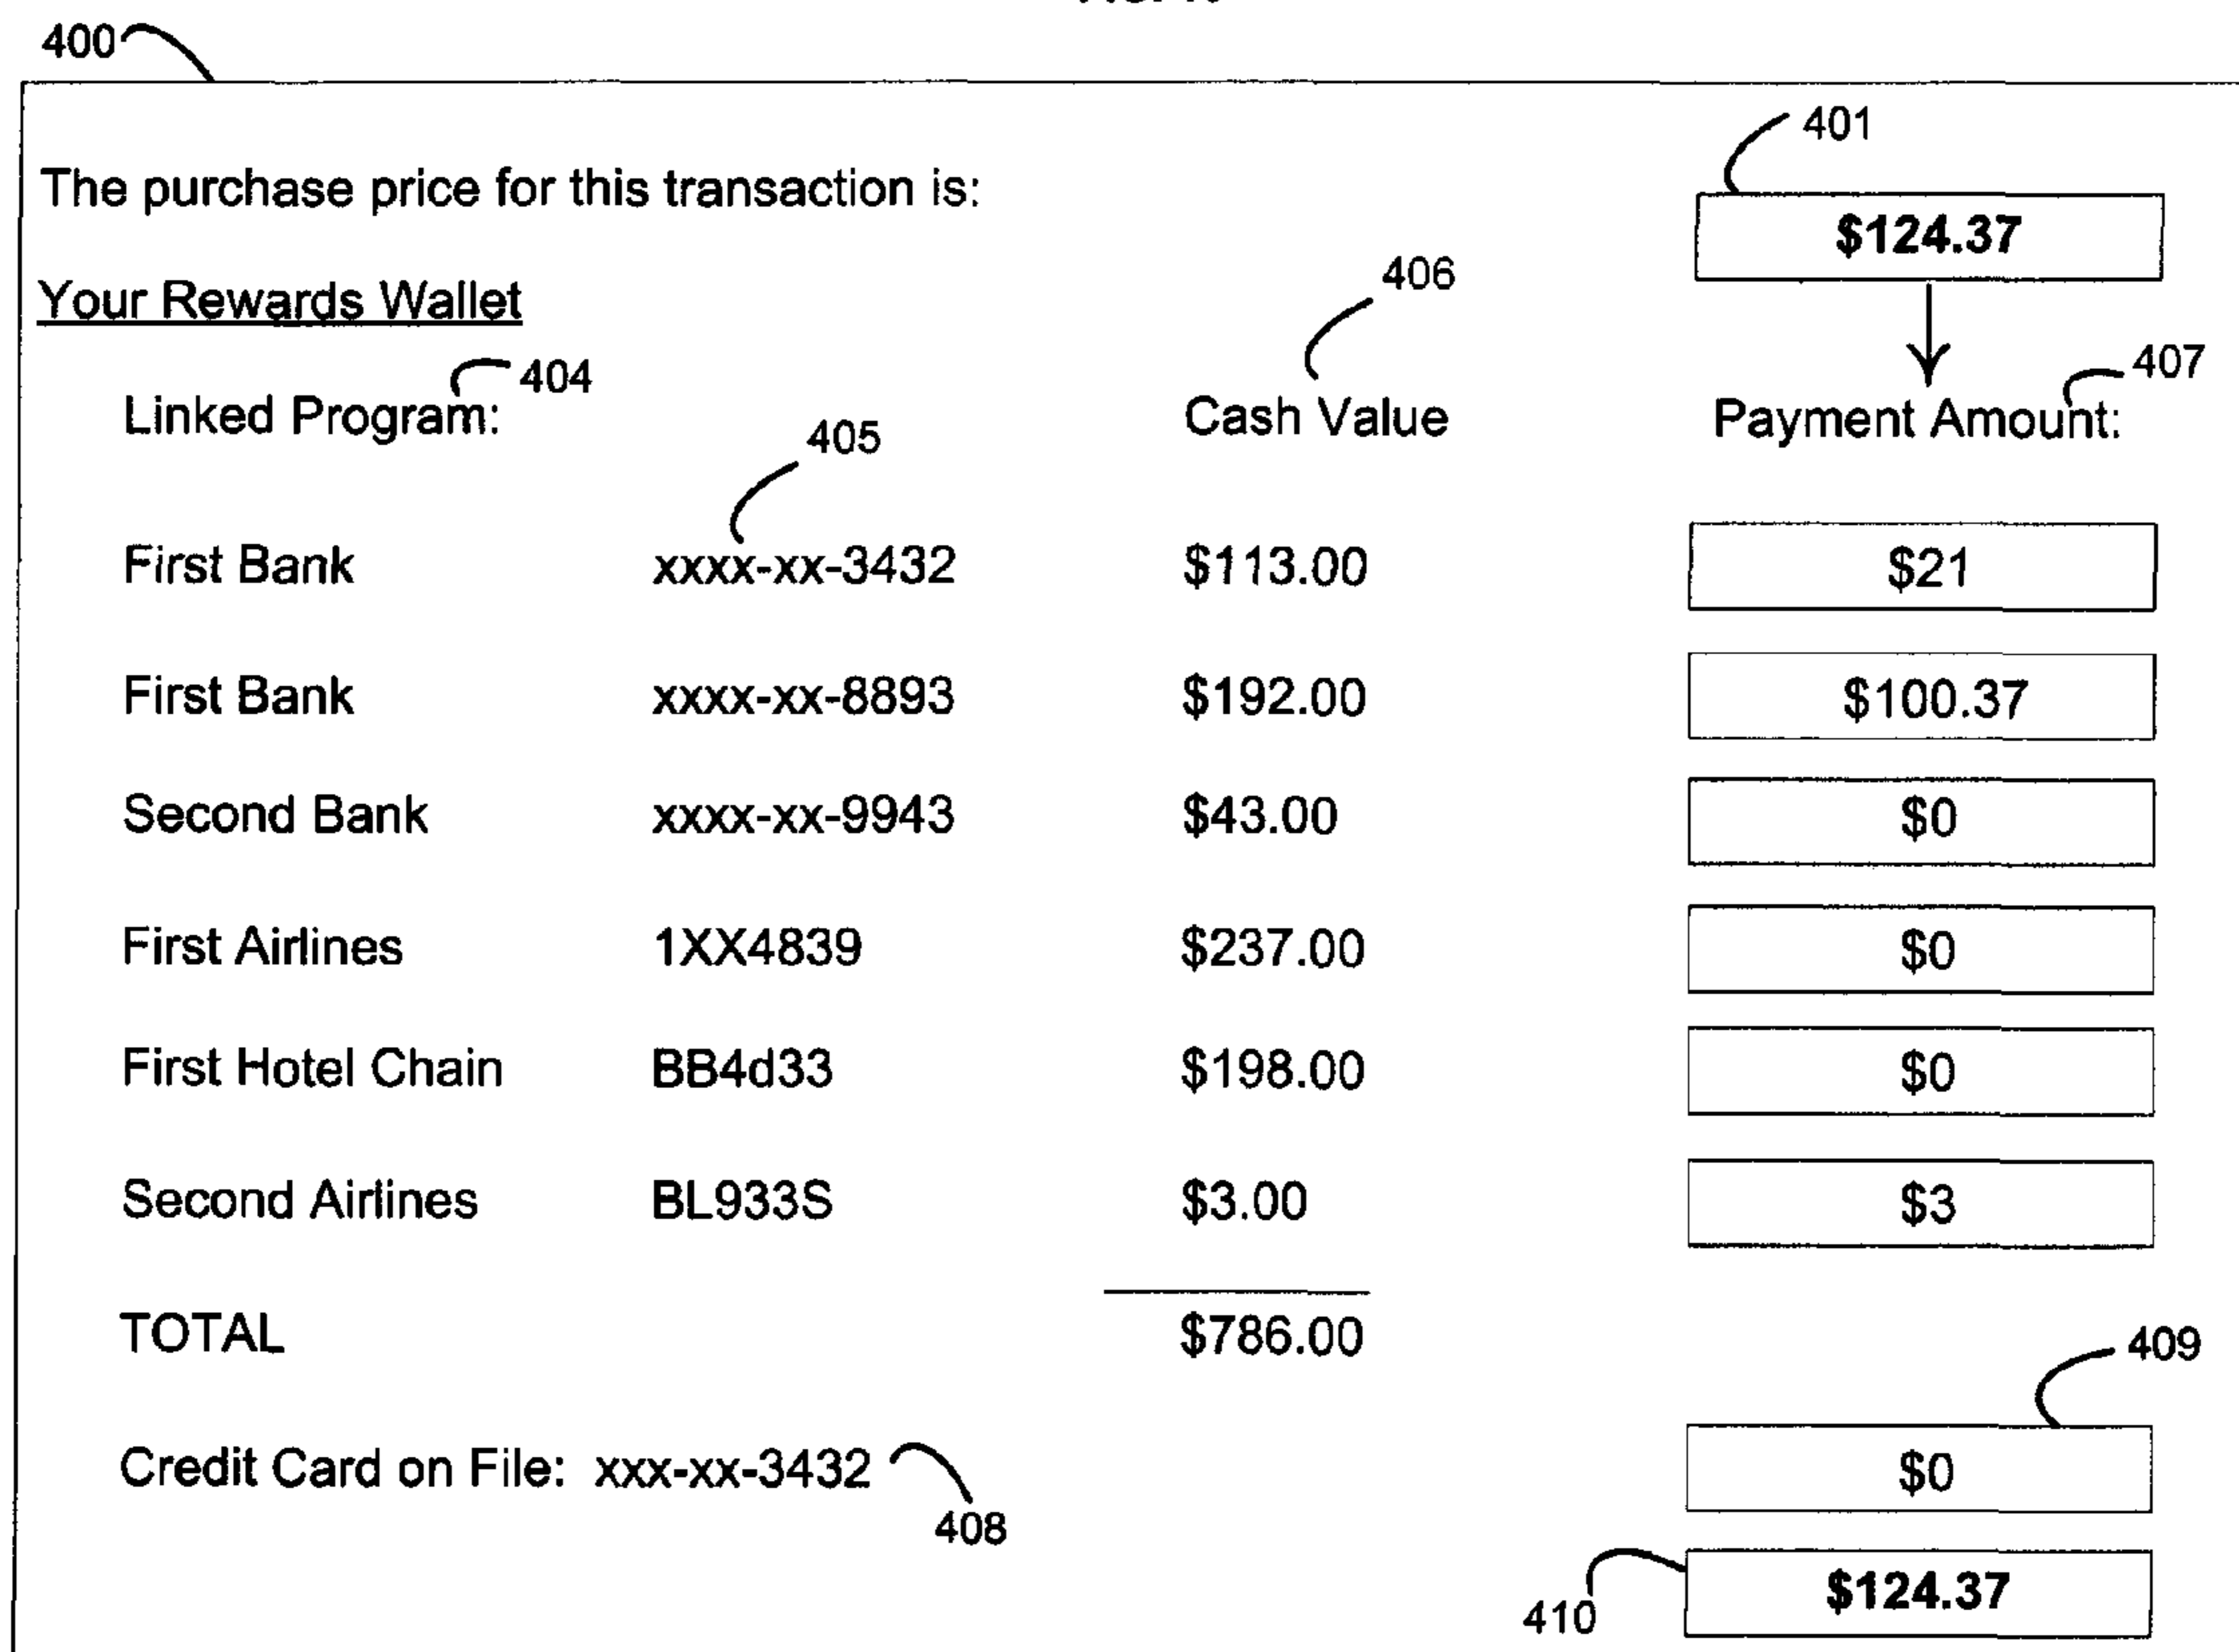 400
401
The purchase price for this transaction is:
$124.37
406
Your Rewards Wallet
404
407
Linked Program:
Cash Value
Payment Amount:
405
First Bank xxxx-xx-3432 $113.00 $21
First Bank xxxx-xx-8893 $192.00 $100.37
Second Bank xxxx-xx-9943 $43.00 $0
First Airlines 1XX4839 $237.00 $0
First Hotel Chain BB4d33 $198.00 $0
Second Airlines BL933S $3.00 $3
TOTAL $786.00
409
Credit Card on File: xxx-xx-3432 $0
408
410
$124.37